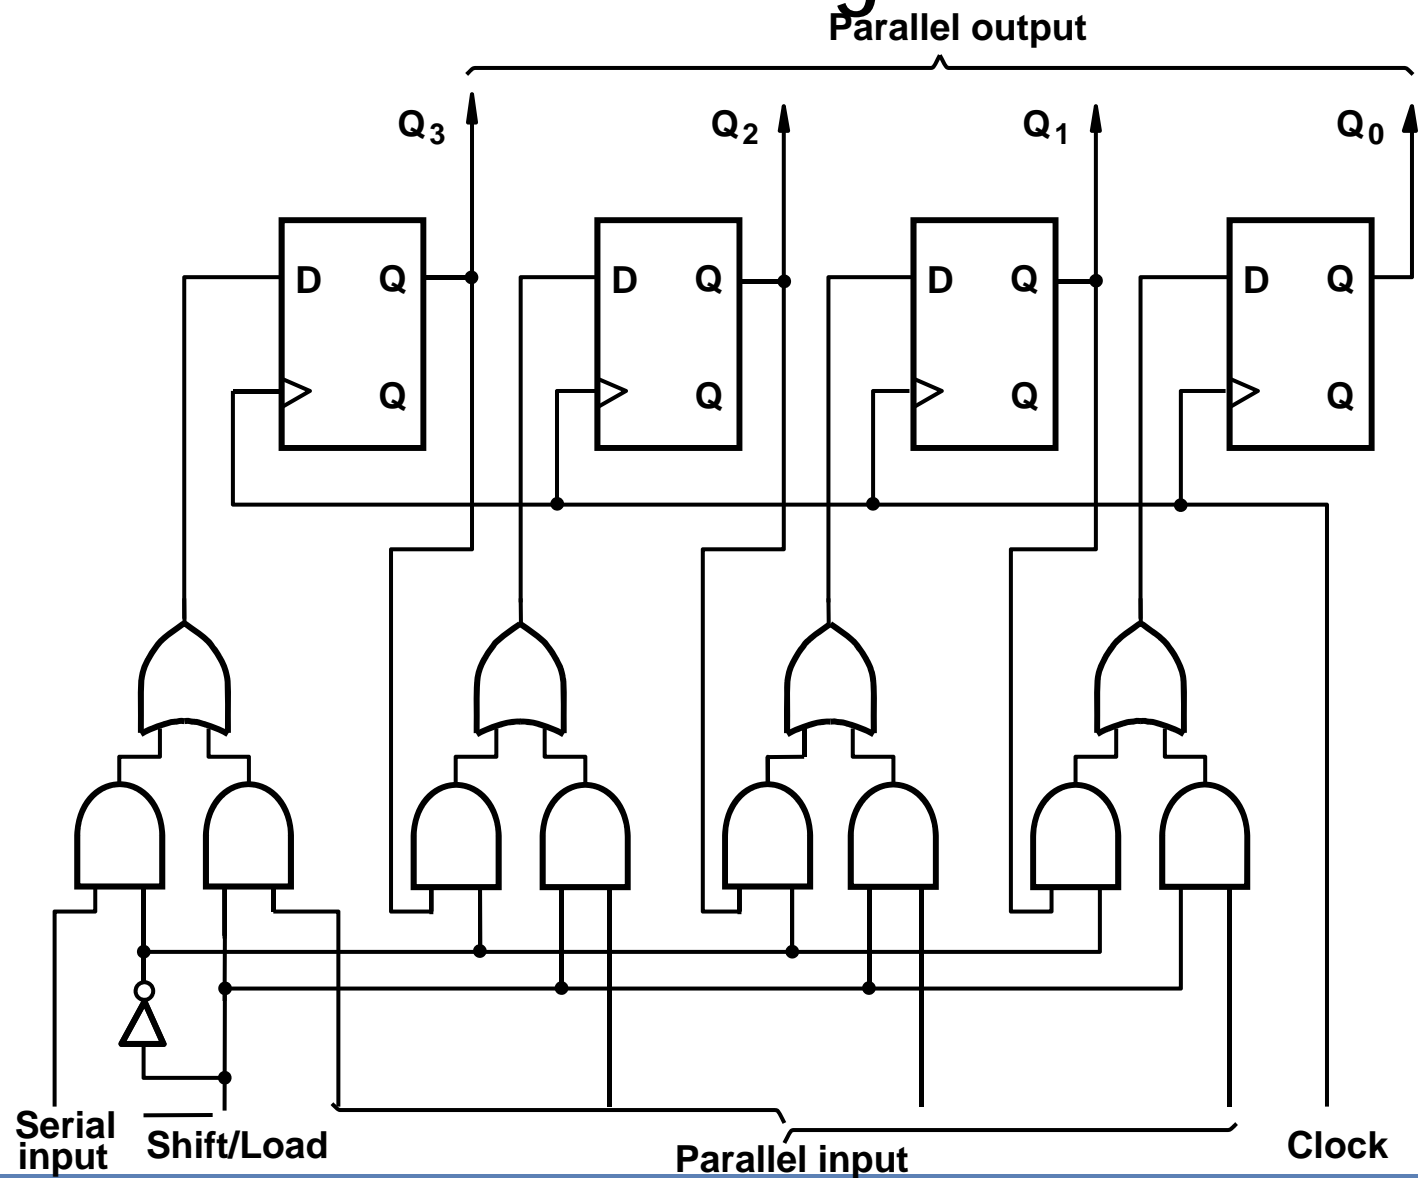 Parallel output
Q3 Q2 Q1 Q0
D Q D Q D Q D Q
Q Q Q Q
Serial
input
Shift/Load
Parallel input
Clock